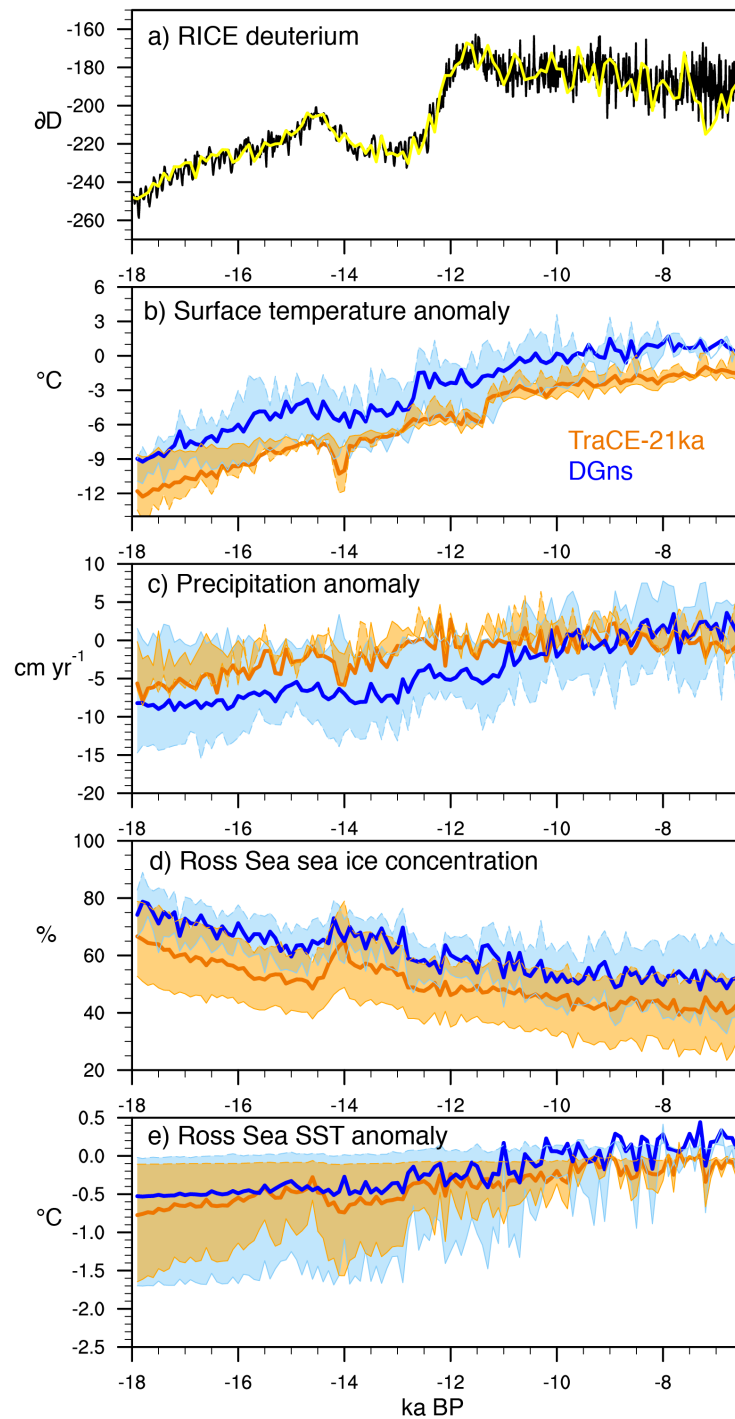 a) RICE deuterium
-160
-180
-200
∂D
-220
-240
-260
-18 -16 -14 -12 -10 -8
b) Surface temperature anomaly
6
3
0
°C
-3
-6
-9
-12
TraCE-21ka
DGns
-18 -16 -14 -12 -10 -8
c) Precipitation anomaly
10
5
0
cm yr⁻¹
-5
-10
-15
-20
-18 -16 -14 -12 -10 -8
d) Ross Sea sea ice concentration
100
80
%
60
40
20
-18 -16 -14 -12 -10 -8
e) Ross Sea SST anomaly
0.5
0.0
-0.5
°C
-1.0
-1.5
-2.0
-2.5
-18 -16 -14 -12 -10 -8
ka BP